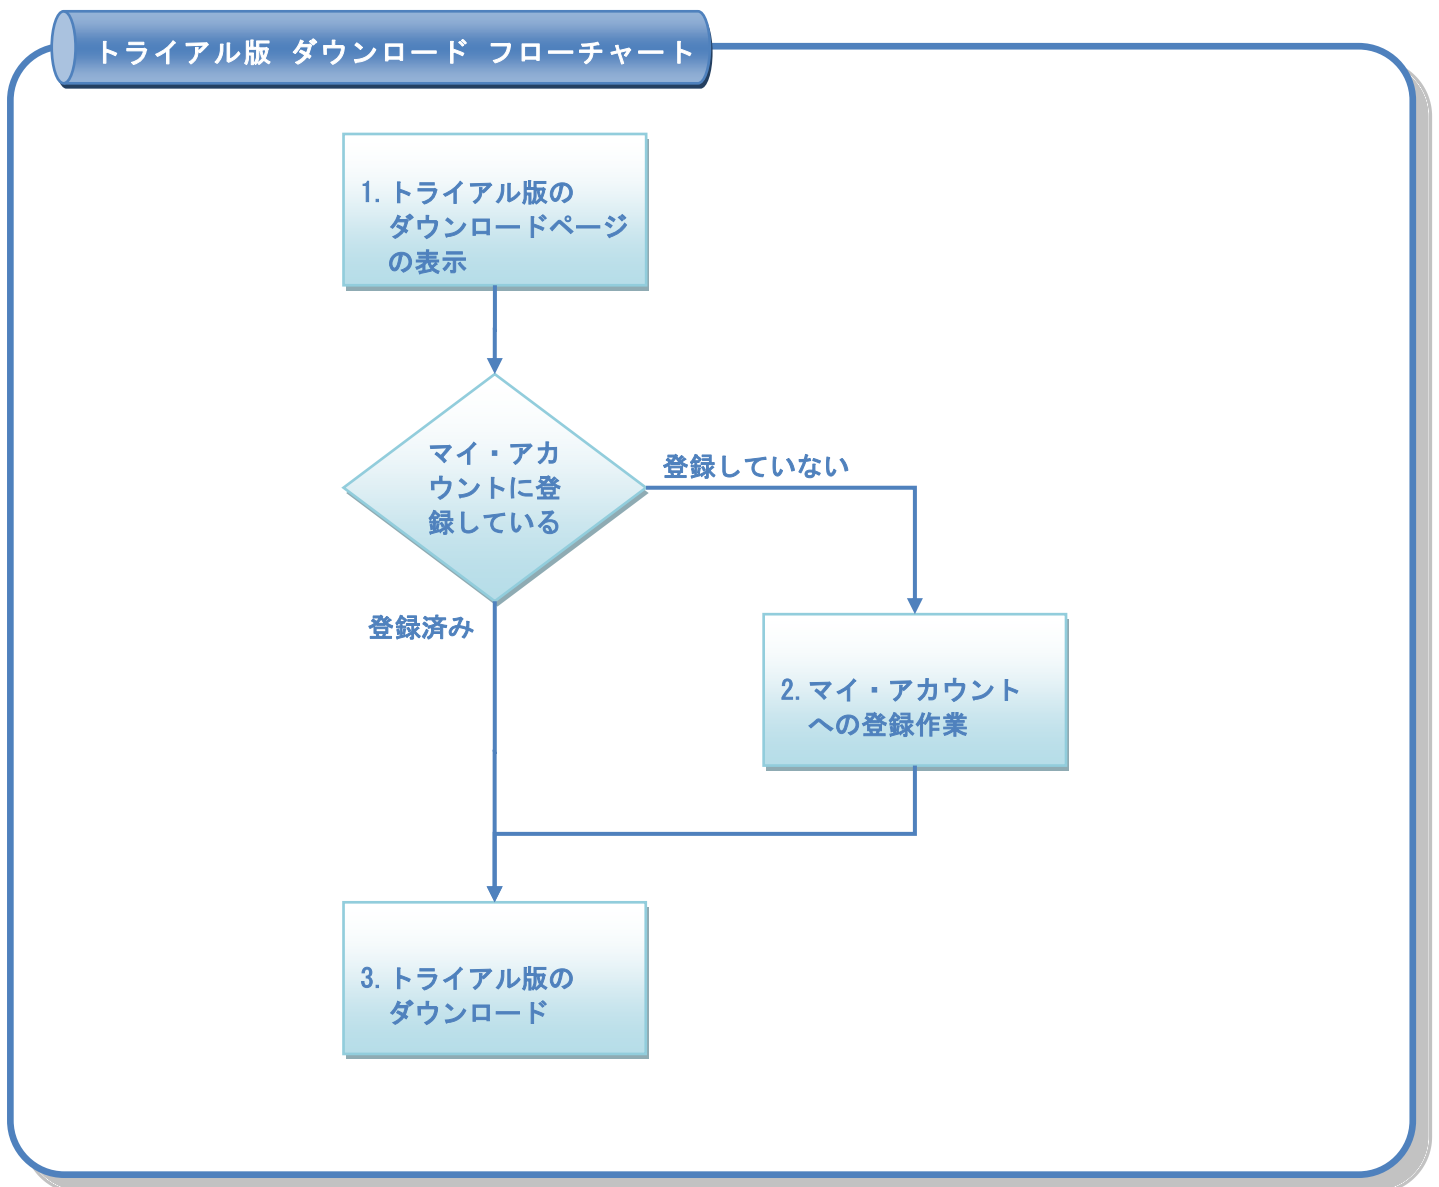 トライアル版 ダウンロード フローチャート
1. トライアル版の
ダウンロードページ
の表示
マイ・アカ
ウントに登
録している
登録していない
登録済み
2. マイ・アカウント
への登録作業
3. トライアル版の
ダウンロード